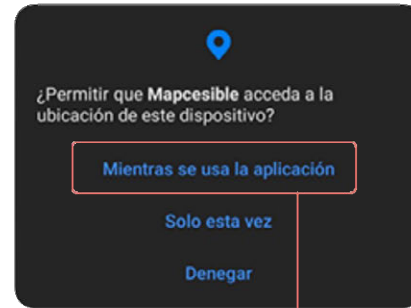 ¿Permitir que Mapcesible acceda a la
ubicación de este dispositivo?
Mientras se usa la aplicación
Solo esta vez
Denegar